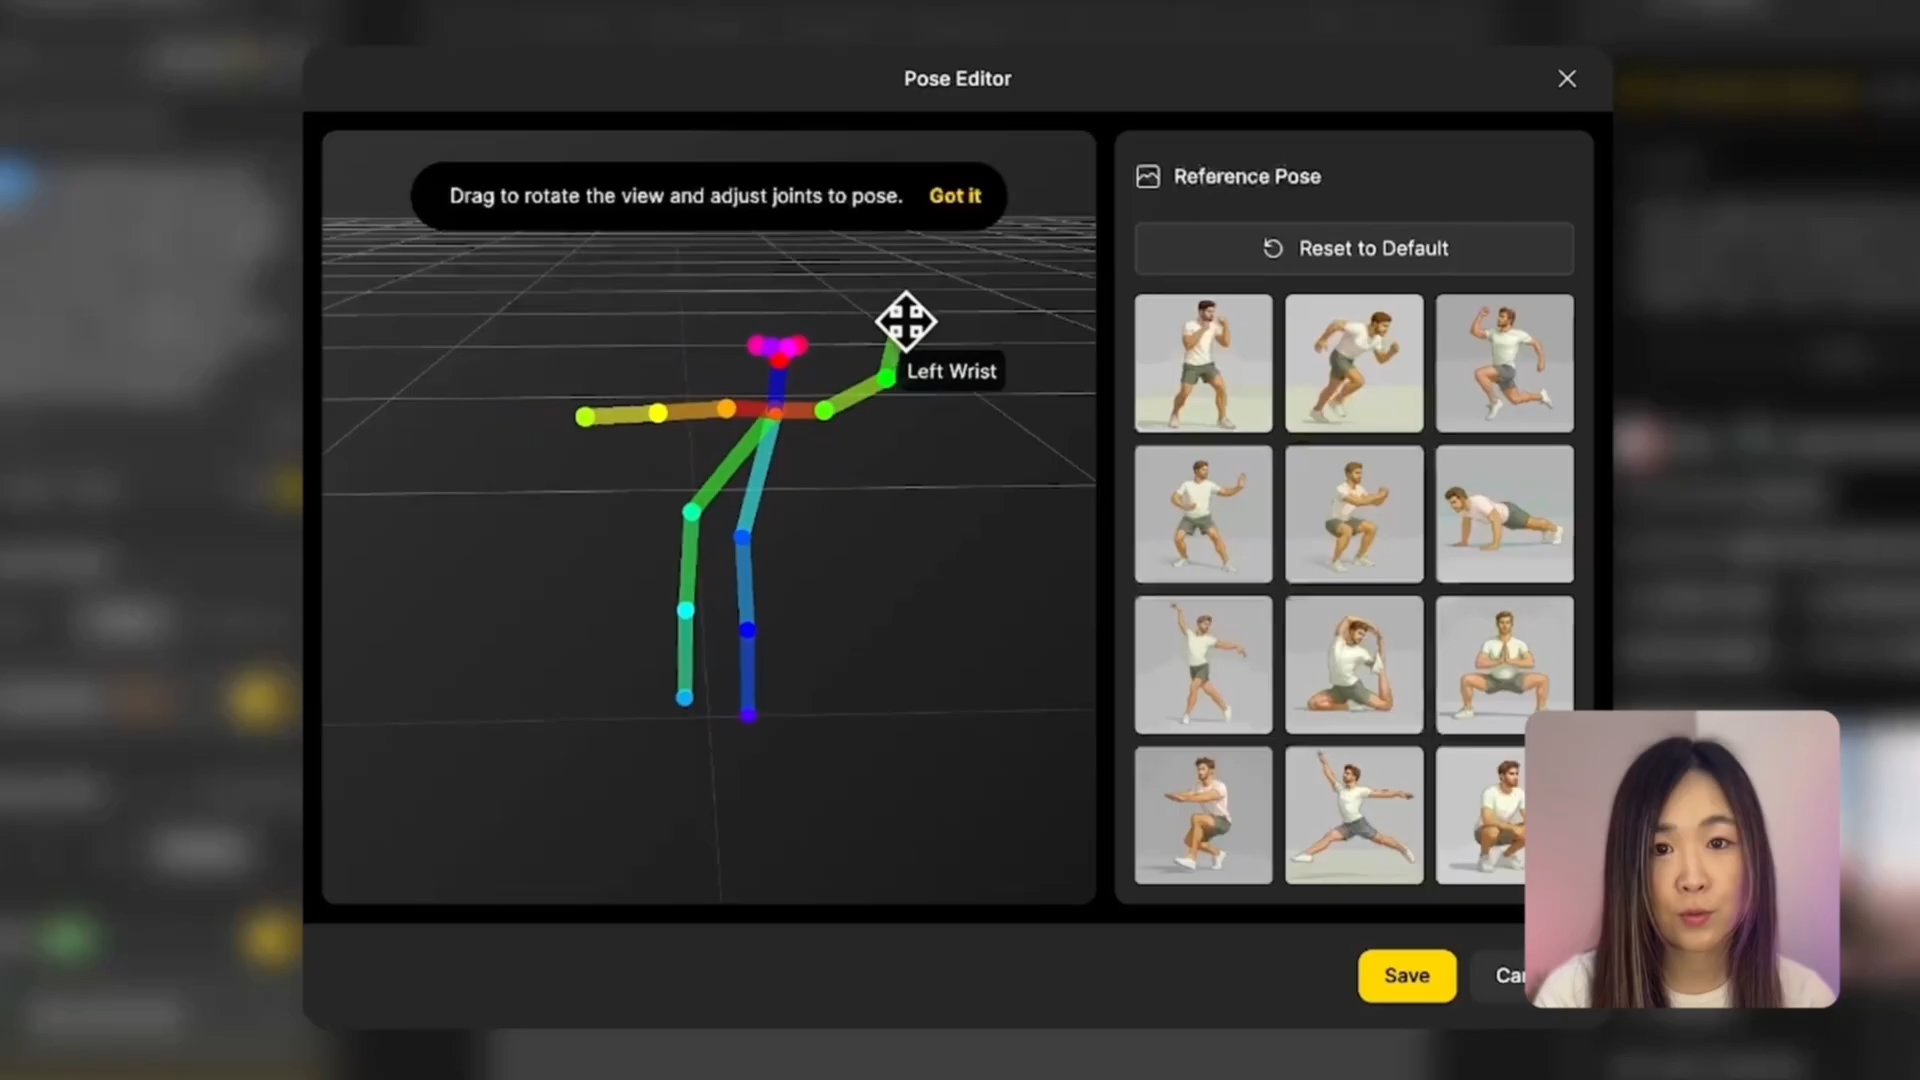 Pose Editor
Drag to rotate the view and adjust joints to pose. Got it
Left Wrist
Reference Pose
Reset to Default
Save